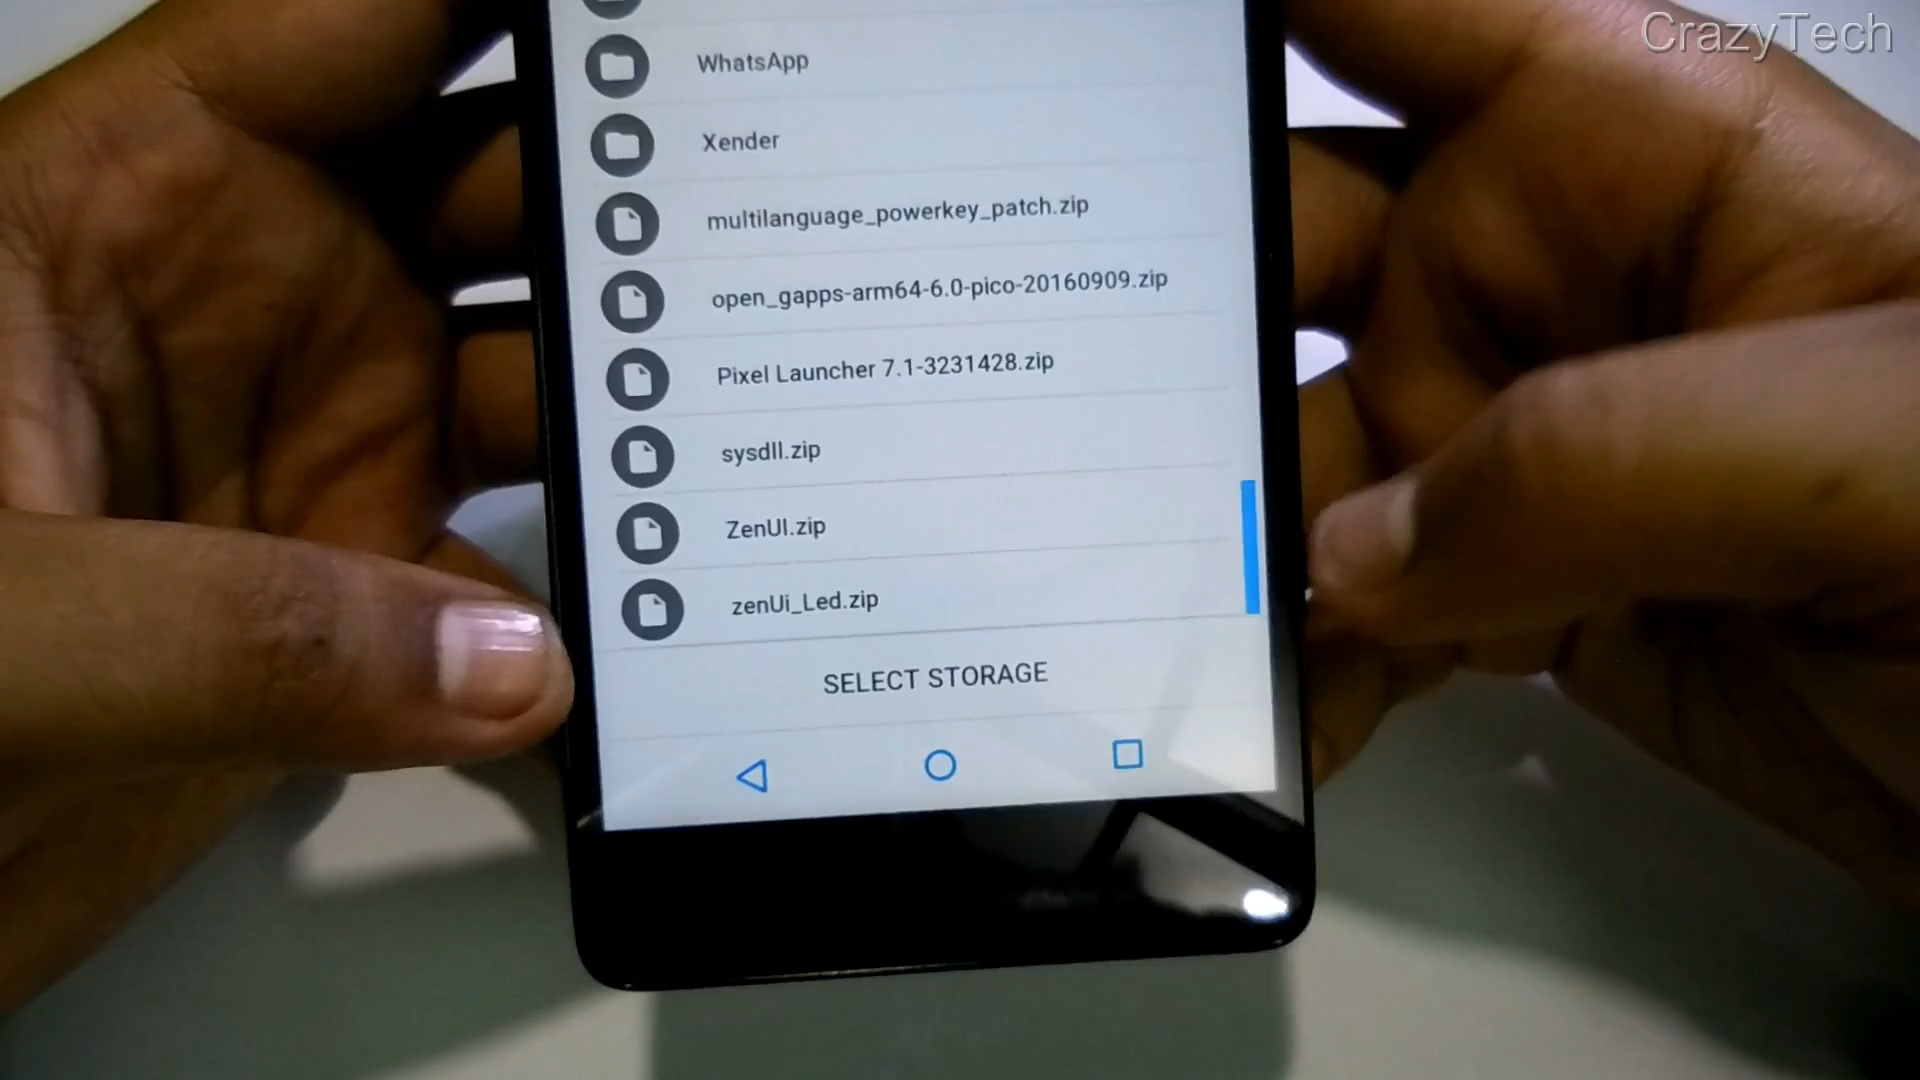 CrazyTech
WhatsApp
Xender
multilanguage_powerkey_patch.zip
open_gapps-arm64-6.0-pico-20160909.zip
Pixel Launcher 7.1-3231428.zip
sysdll.zip
ZenUI.zip
zenUi_Led.zip
SELECT STORAGE